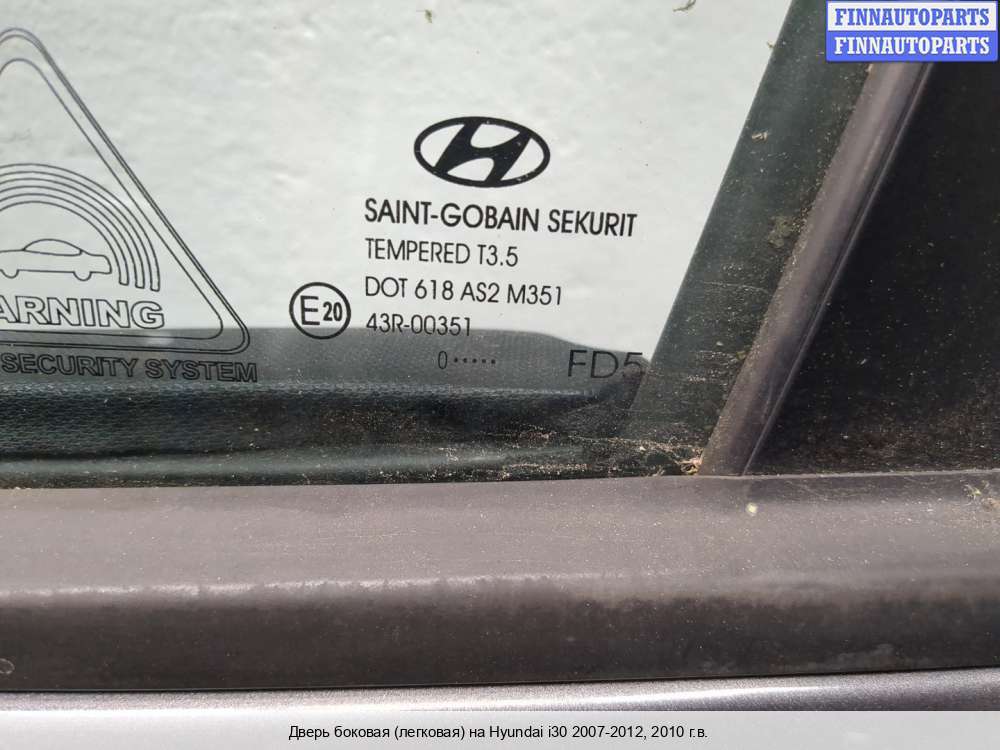 FINNAUTOPARTS
FINNAUTOPARTS
SAINT-GOBAIN SEKURIT
TEMPERED T3.5
DOT 618 AS2 M351
E20
43R-00351
0·····
FD5
ARNING
SECURITY SYSTEM
Дверь боковая (легковая) на Hyundai i30 2007-2012, 2010 г.в.